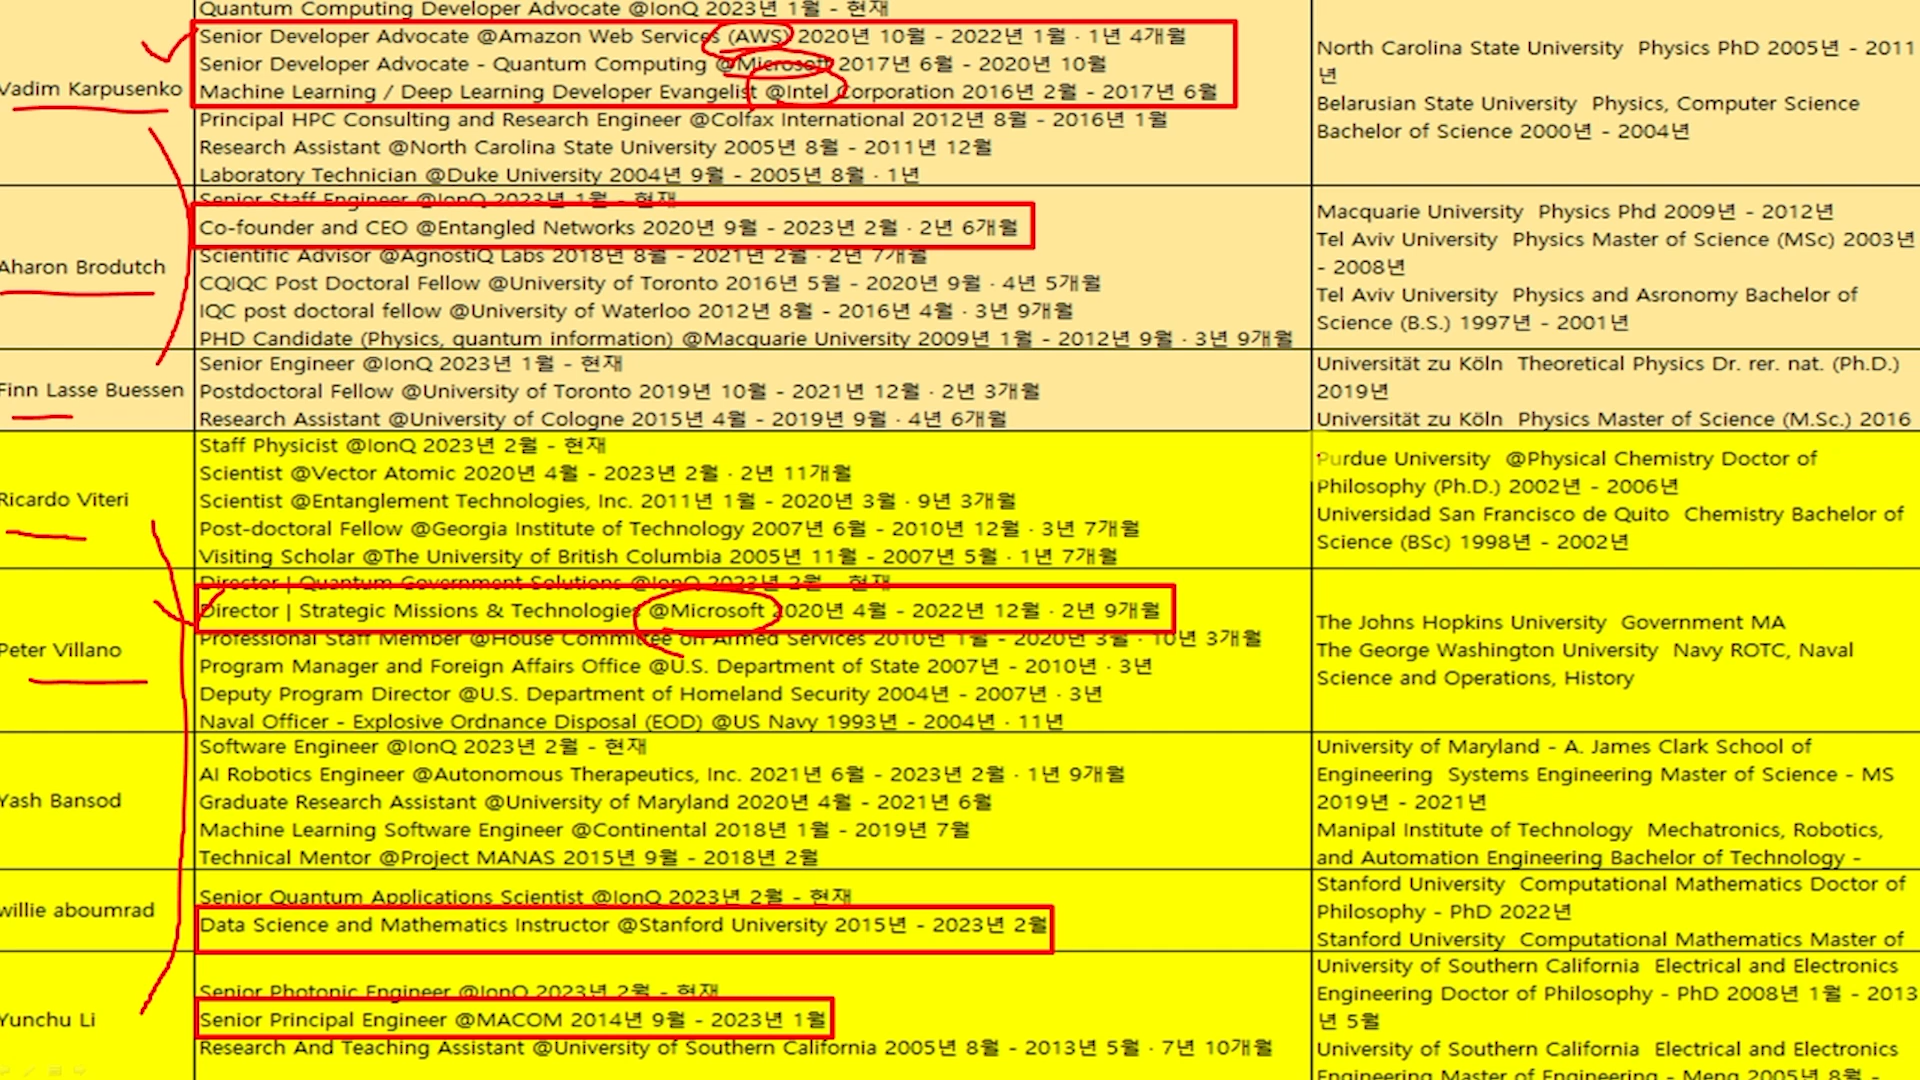 Quantum Computing Developer Advocate @IonQ 2023년 1월 - 현재
Vadim Karpusenko
Senior Developer Advocate @Amazon Web Services (AWS) 2020년 10월 - 2022년 1월 · 1년 4개월
Senior Developer Advocate - Quantum Computing @Microsoft 2017년 6월 - 2020년 10월
Machine Learning / Deep Learning Developer Evangelist @Intel Corporation 2016년 2월 - 2017년 6월
Principal HPC Consulting and Research Engineer @Colfax International 2012년 8월 - 2016년 1월
Research Assistant @North Carolina State University 2005년 8월 - 2011년 12월
Laboratory Technician @Duke University 2004년 9월 - 2005년 8월 · 1년
North Carolina State University Physics PhD 2005년 - 2011
년
Belarusian State University Physics, Computer Science
Bachelor of Science 2000년 - 2004년
Aharon Brodutch
Senior Staff Engineer @IonQ 2023년 1월 - 현재
Co-founder and CEO @Entangled Networks 2020년 9월 - 2023년 2월 · 2년 6개월
Scientific Advisor @AgnostiQ Labs 2018년 8월 - 2021년 2월 · 2년 7개월
CQIQC Post Doctoral Fellow @University of Toronto 2016년 5월 - 2020년 9월 · 4년 5개월
IQC post doctoral fellow @University of Waterloo 2012년 8월 - 2016년 4월 · 3년 9개월
PHD Candidate (Physics, quantum information) @Macquarie University 2009년 1월 - 2012년 9월 · 3년 9개월
Macquarie University Physics Phd 2009년 - 2012년
Tel Aviv University Physics Master of Science (MSc) 2003년
- 2008년
Tel Aviv University Physics and Asronomy Bachelor of
Science (B.S.) 1997년 - 2001년
Finn Lasse Buessen
Senior Engineer @IonQ 2023년 1월 - 현재
Postdoctoral Fellow @University of Toronto 2019년 10월 - 2021년 12월 · 2년 3개월
Research Assistant @University of Cologne 2015년 4월 - 2019년 9월 · 4년 6개월
Universität zu Köln Theoretical Physics Dr. rer. nat. (Ph.D.)
2019년
Universität zu Köln Physics Master of Science (M.Sc.) 2016
Ricardo Viteri
Staff Physicist @IonQ 2023년 2월 - 현재
Scientist @Vector Atomic 2020년 4월 - 2023년 2월 · 2년 11개월
Scientist @Entanglement Technologies, Inc. 2011년 1월 - 2020년 3월 · 9년 3개월
Post-doctoral Fellow @Georgia Institute of Technology 2007년 6월 - 2010년 12월 · 3년 7개월
Visiting Scholar @The University of British Columbia 2005년 11월 - 2007년 5월 · 1년 7개월
Purdue University @Physical Chemistry Doctor of
Philosophy (Ph.D.) 2002년 - 2006년
Universidad San Francisco de Quito Chemistry Bachelor of
Science (BSc) 1998년 - 2002년
Peter Villano
Director | Quantum Government Solutions @IonQ 2023년 2월 - 현재
Director | Strategic Missions & Technologies @Microsoft 2020년 4월 - 2022년 12월 · 2년 9개월
Professional Staff Member @House Committee on Armed Services 2010년 1월 - 2020년 3월 · 10년 3개월
Program Manager and Foreign Affairs Office @U.S. Department of State 2007년 - 2010년 · 3년
Deputy Program Director @U.S. Department of Homeland Security 2004년 - 2007년 · 3년
Naval Officer - Explosive Ordnance Disposal (EOD) @US Navy 1993년 - 2004년 · 11년
The Johns Hopkins University Government MA
The George Washington University Navy ROTC, Naval
Science and Operations, History
Yash Bansod
Software Engineer @IonQ 2023년 2월 - 현재
AI Robotics Engineer @Autonomous Therapeutics, Inc. 2021년 6월 - 2023년 2월 · 1년 9개월
Graduate Research Assistant @University of Maryland 2020년 4월 - 2021년 6월
Machine Learning Software Engineer @Continental 2018년 1월 - 2019년 7월
Technical Mentor @Project MANAS 2015년 9월 - 2018년 2월
University of Maryland - A. James Clark School of
Engineering Systems Engineering Master of Science - MS
2019년 - 2021년
Manipal Institute of Technology Mechatronics, Robotics,
and Automation Engineering Bachelor of Technology -
willie aboumrad
Senior Quantum Applications Scientist @IonQ 2023년 2월 - 현재
Data Science and Mathematics Instructor @Stanford University 2015년 - 2023년 2월
Stanford University Computational Mathematics Doctor of
Philosophy - PhD 2022년
Stanford University Computational Mathematics Master of
Yunchu Li
Senior Photonic Engineer @IonQ 2023년 2월 - 현재
Senior Principal Engineer @MACOM 2014년 9월 - 2023년 1월
Research And Teaching Assistant @University of Southern California 2005년 8월 - 2013년 5월 · 7년 10개월
University of Southern California Electrical and Electronics
Engineering Doctor of Philosophy - PhD 2008년 1월 - 2013
년 5월
University of Southern California Electrical and Electronics
Engineering Master of Engineering - Meng 2005년 8월 -